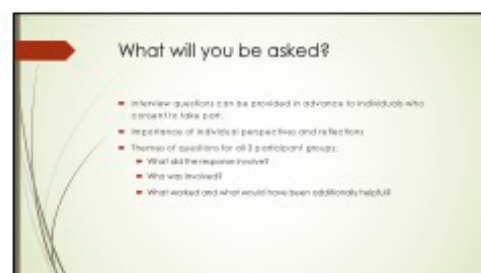 What will you be asked?
Interview questions can be provided in advance to individuals who
consent to take part.
Importance of individual perspectives and reflections
Themes of questions for all 3 participant groups:
What did the response involve?
Who was involved?
What worked and what would have been additionally helpful?